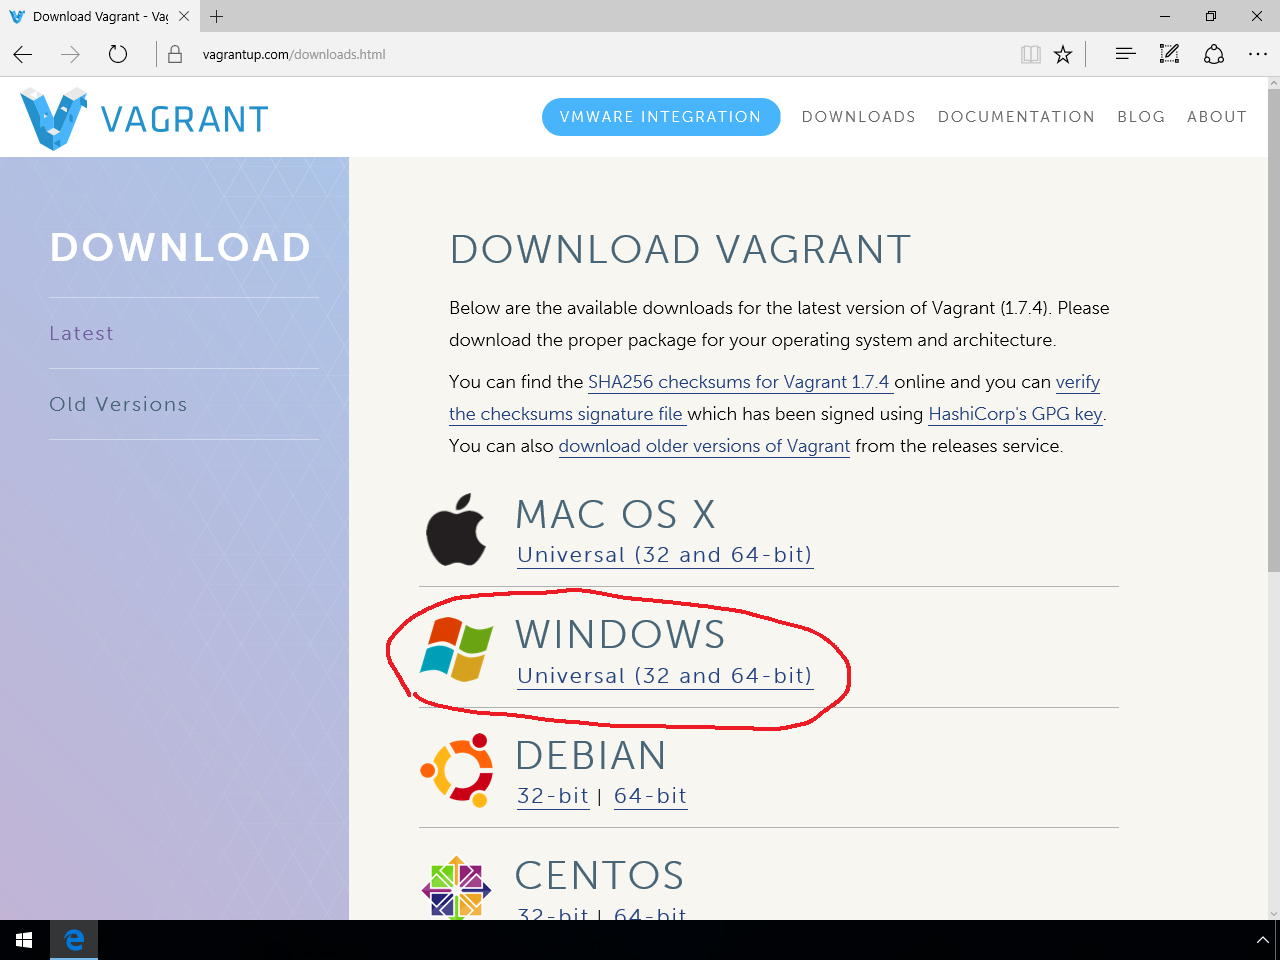 Download Vagrant - Vag
vagrantup.com/downloads.html
VAGRANT
VMWARE INTEGRATION
DOWNLOADS
DOCUMENTATION
BLOG
ABOUT
DOWNLOAD
Latest
Old Versions
DOWNLOAD VAGRANT
Below are the available downloads for the latest version of Vagrant (1.7.4). Please
download the proper package for your operating system and architecture.
You can find the SHA256 checksums for Vagrant 1.7.4 online and you can verify
the checksums signature file which has been signed using HashiCorp's GPG key.
You can also download older versions of Vagrant from the releases service.
MAC OS X
Universal (32 and 64-bit)
WINDOWS
Universal (32 and 64-bit)
DEBIAN
32-bit | 64-bit
CENTOS
32-bit | 64-bit